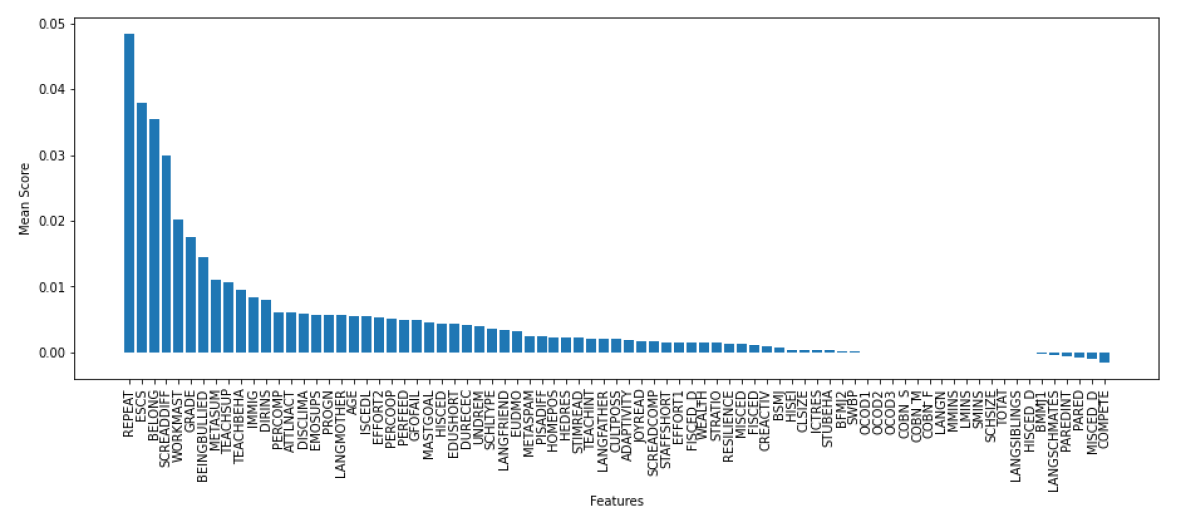 0.05
0.04
0.03
0.02
0.01
0.00
Mean Score
REPEAT
ESCS
BELONG
SCREADDIFF
WORKMAST
GRADE
BEINGBULLIED
METASUM
TEACHSUP
TEACHBEHA
IMMIG
DIRINS
PERCOMP
ATTLNACT
DISCLIMA
EMOSUPS
PROGN
LANGMOTHER
AGE
ISCEDL
EFFORT2
PERCOOP
PERFEED
GFOFAIL
MASTGOAL
HISCED
EDUSHORT
DURECEC
UNDREM
SCHLTYPE
LANGFRIEND
EUDMO
METASPAM
PISADIFF
HOMEPOS
HEDRES
STIMREAD
TEACHINT
LANGFATHER
CULTPOSS
ADAPTIVITY
JOYREAD
SCREADCOMP
STAFFSHORT
EFFORT1
FISCED_D
WEALTH
STRATIO
RESILIENCE
MISCED
FISCED
CREACTIV
BSMJ
HISEI
CLSIZE
ICTRES
STUBEHA
BFMJ2
SWBP
OCOD1
OCOD2
OCOD3
COBN_S
COBN_M
COBN_F
LANGN
MMINS
LMINS
SMINS
SCHSIZE
TOTAT
LANGSIBLINGS
HISCED_D
BMMJ1
LANGSCHMATES
PAREDINT
PAED
MISCED_D
COMPETE
Features